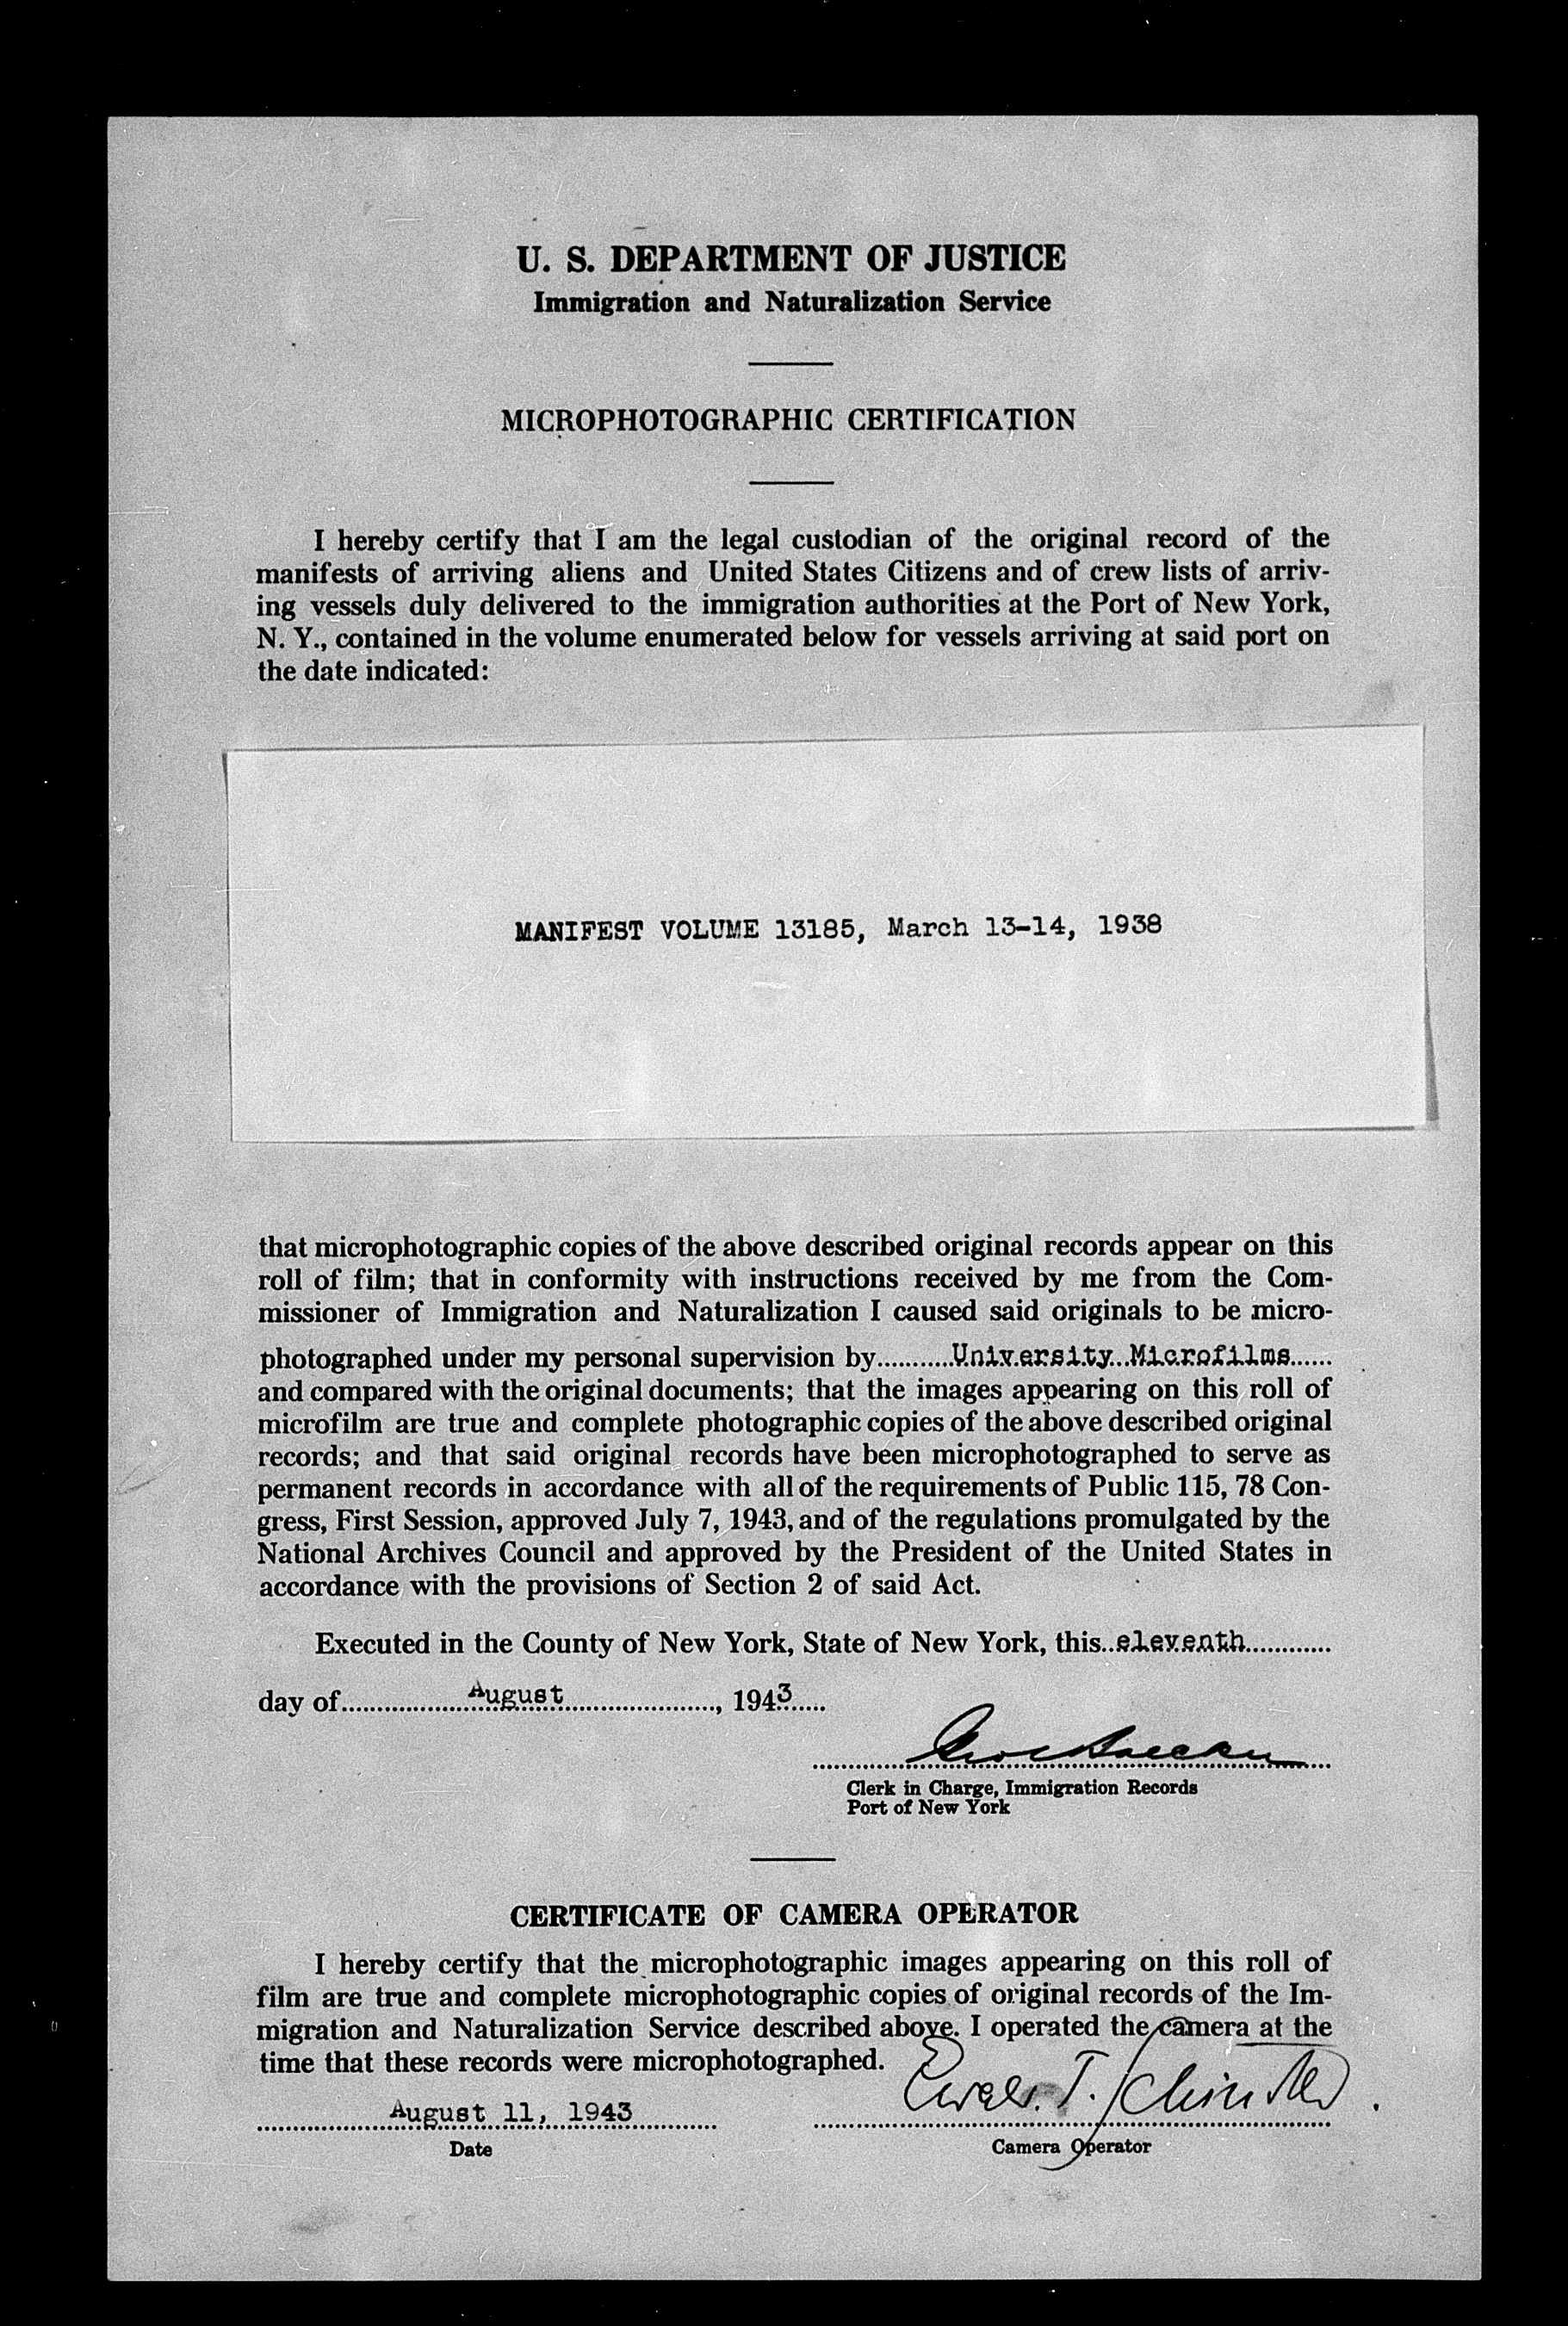 U. S. DEPARTMENT OF JUSTICE
Immigration and Naturalization Service
MICROPHOTOGRAPHIC CERTIFICATION
I hereby certify that I am the legal custodian of the original record of the
manifests of arriving aliens and United States Citizens and of crew lists of arriv-
ing vessels duly delivered to the immigration authorities at the Port of New York,
N. Y., contained in the volume enumerated below for vessels arriving at said port on
the date indicated:
MANIFEST VOLUME 13185, March 13-14, 1938
that microphotographic copies of the above described original records appear on this
roll of film; that in conformity with instructions received by me from the Com-
missioner of Immigration and Naturalization I caused said originals to be micro-
photographed under my personal supervision by...........University Microfilms......
and compared with the original documents; that the images appearing on this roll of
microfilm are true and complete photographic copies of the above described original
records; and that said original records have been microphotographed to serve as
permanent records in accordance with all of the requirements of Public 115, 78 Con-
gress, First Session, approved July 7, 1943, and of the regulations promulgated by the
National Archives Council and approved by the President of the United States in
accordance with the provisions of Section 2 of said Act.
Executed in the County of New York, State of New York, this..eleventh............
day of..................August.........................., 1943......
Clerk in Charge, Immigration Records
Port of New York
CERTIFICATE OF CAMERA OPERATOR
I hereby certify that the microphotographic images appearing on this roll of
film are true and complete microphotographic copies of original records of the Im-
migration and Naturalization Service described above. I operated the camera at the
time that these records were microphotographed.
August 11, 1943
T.
Date
Camera Operator